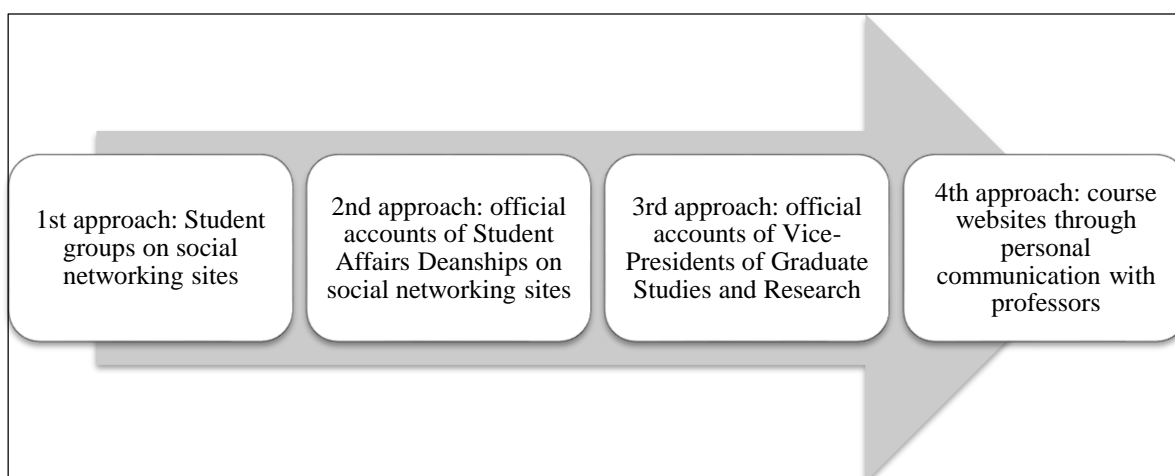 1st approach: Student
groups on social
networking sites
2nd approach: official
accounts of Student
Affairs Deanships on
social networking sites
3rd approach: official
accounts of Vice-
Presidents of Graduate
Studies and Research
4th approach: course
websites through
personal
communication with
professors